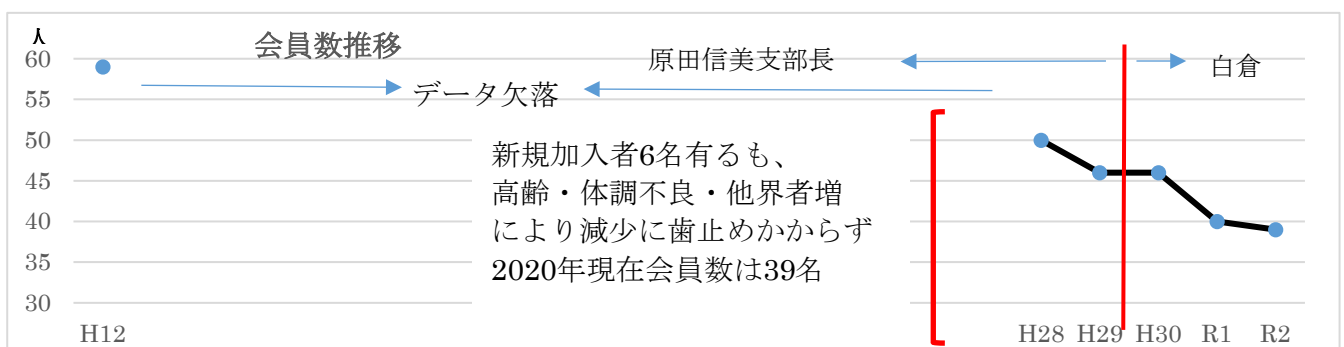 人
会員数推移
原田信美支部長
白倉
60
データ欠落
55
50
新規加入者6名有るも、
高齢・体調不良・他界者増
により減少に歯止めかからず
2020年現在会員数は39名
45
40
35
30
H12 H28 H29 H30 R1 R2